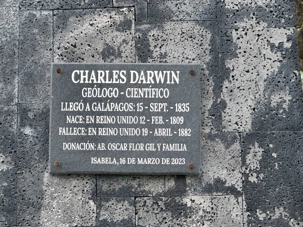 CHARLES DARWIN
GEÓLOGO - CIENTÍFICO
LLEGÓ A GALÁPAGOS: 15 - SEPT. - 1835
NACE: EN REINO UNIDO 12 - FEB. - 1809
FALLECE: EN REINO UNIDO 19 - ABRIL - 1882
DONACIÓN: AB. OSCAR FLOR GIL Y FAMILIA
ISABELA, 16 DE MARZO DE 2023